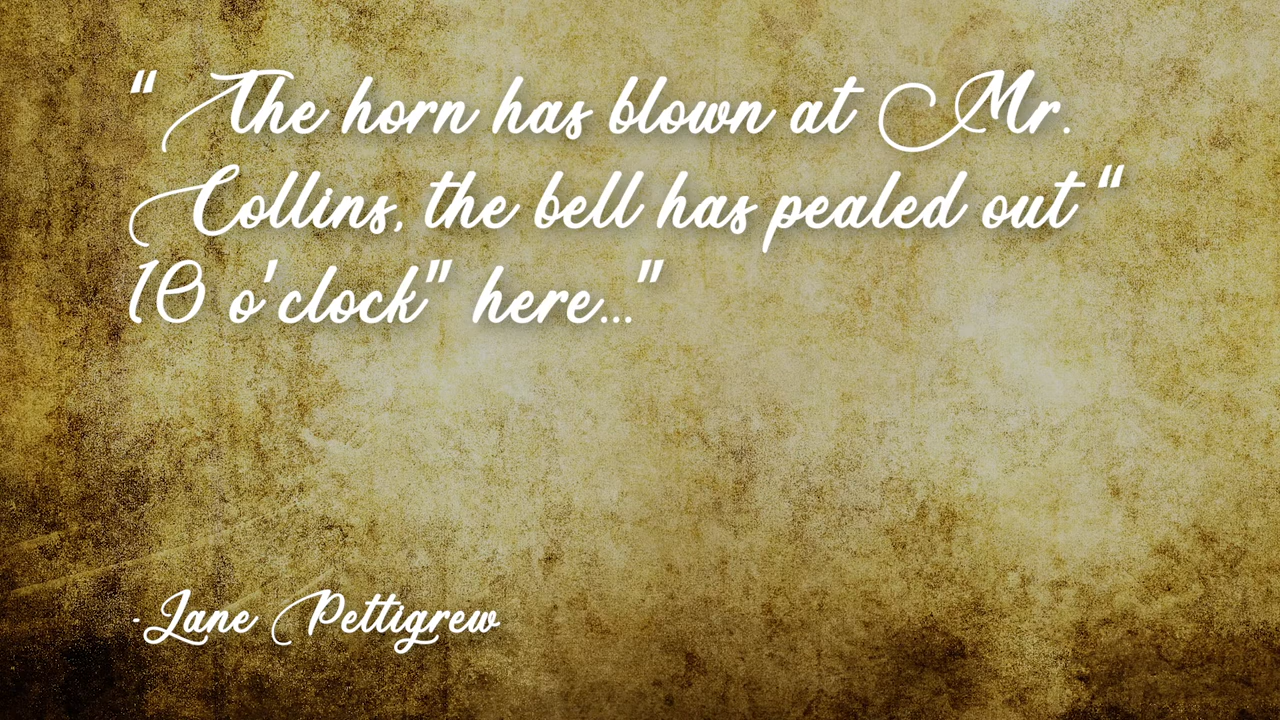 “ The horn has blown at Mr.
Collins, the bell has pealed out “
10 o'clock” here...”
-Jane Pettigrew